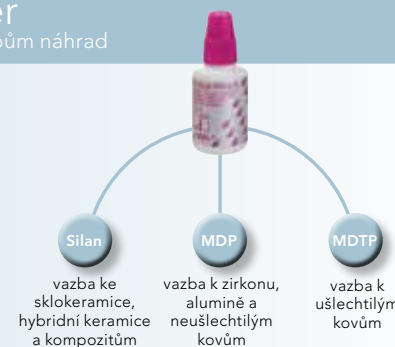 er
ům náhrad
Silan
MDP
MDTP
vazba ke
sklokeramice,
hybridní keramice
a kompozitům
vazba k zirkonu,
alumině a
neušlechtilým
kovům
vazba k
ušlechtilým
kovům